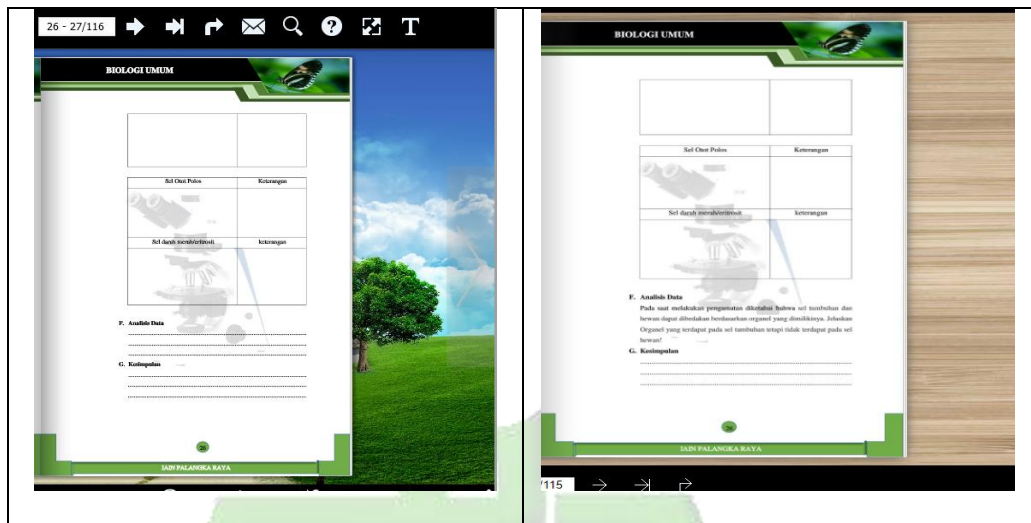 26 - 27/116
T
BIOLOGI UMUM
Sel Otot Polos Keterangan
Sel darah merah/eritrosit keterangan
F. Analisis Data
G. Kesimpulan
26
IAIN PALANGKA RAYA
BIOLOGI UMUM
Sel Otot Polos Keterangan
Sel darah merah/eritrosit keterangan
F. Analisis Data
Pada saat melakukan pengamatan diketahui bahwa sel tumbuhan dan
hewan dapat dibedakan berdasarkan organel yang dimilikinya. Jelaskan
Organel yang terdapat pada sel tumbuhan tetapi tidak terdapat pada sel
hewan!
G. Kesimpulan
26
IAIN PALANGKA RAYA
/115